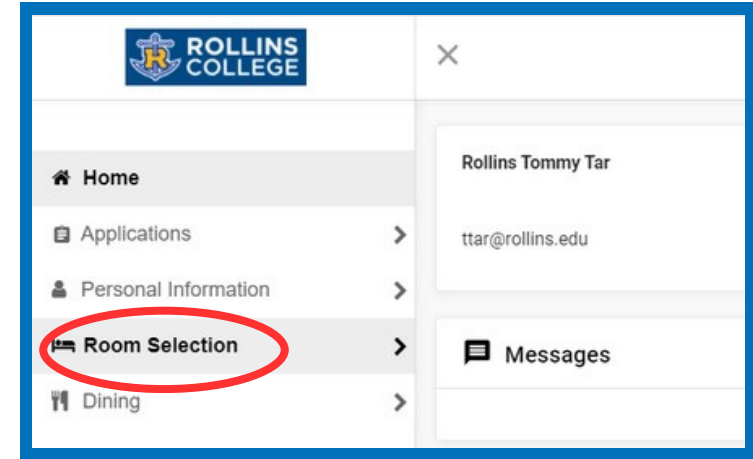 ROLLINS
COLLEGE
Home
Applications
Personal Information
Room Selection
Dining
Rollins Tommy Tar
ttar@rollins.edu
Messages